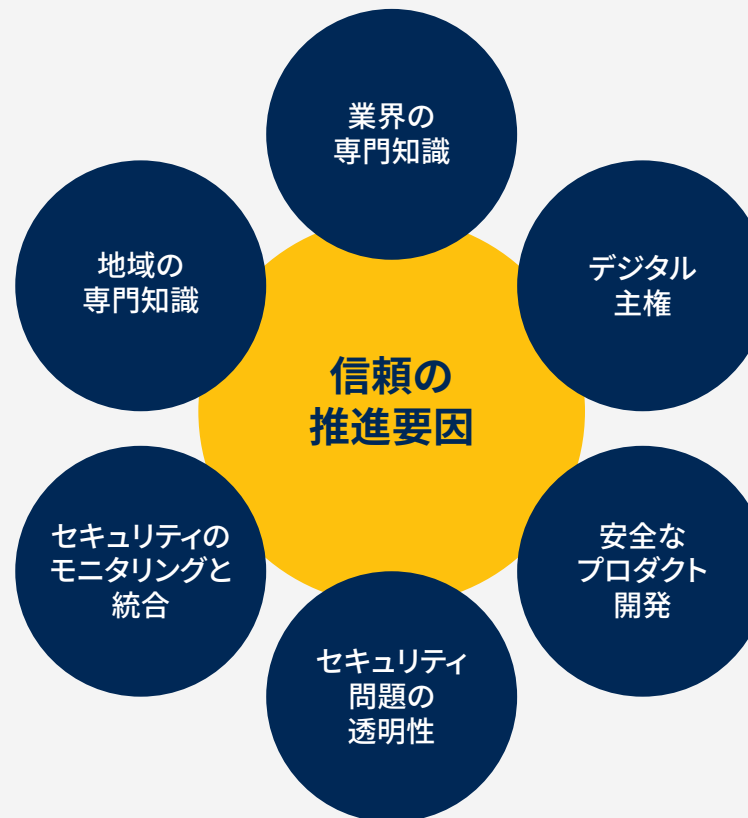 業界の
専門知識
地域の
専門知識
デジタル
主権
信頼の
推進要因
セキュリティの
モニタリングと
統合
安全な
プロダクト
開発
セキュリティ
問題の
透明性